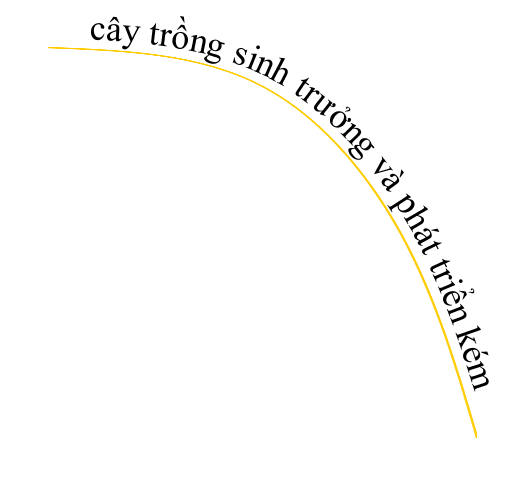 cây trồng sinh trưởng và phát triển kém